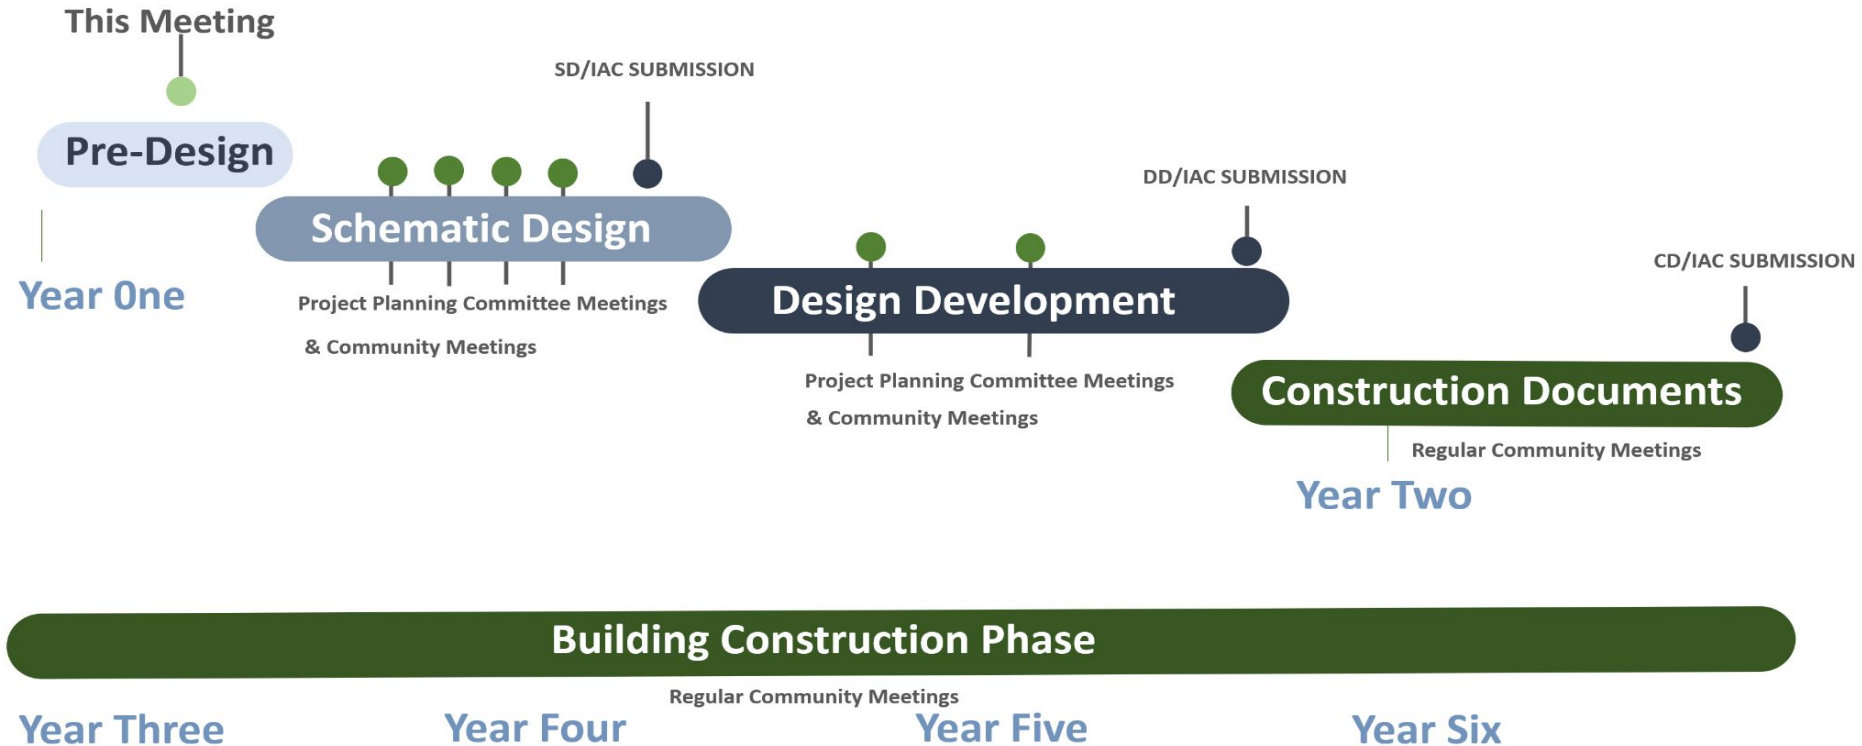 This Meeting
SD/IAC SUBMISSION
Pre-Design
DD/IAC SUBMISSION
Schematic Design
CD/IAC SUBMISSION
Year 0ne
Project Planning Committee Meetings
& Community Meetings
Design Development
Project Planning Committee Meetings
& Community Meetings
Construction Documents
Regular Community Meetings
Year Two
Building Construction Phase
Regular Community Meetings
Year Three
Year Four
Year Five
Year Six